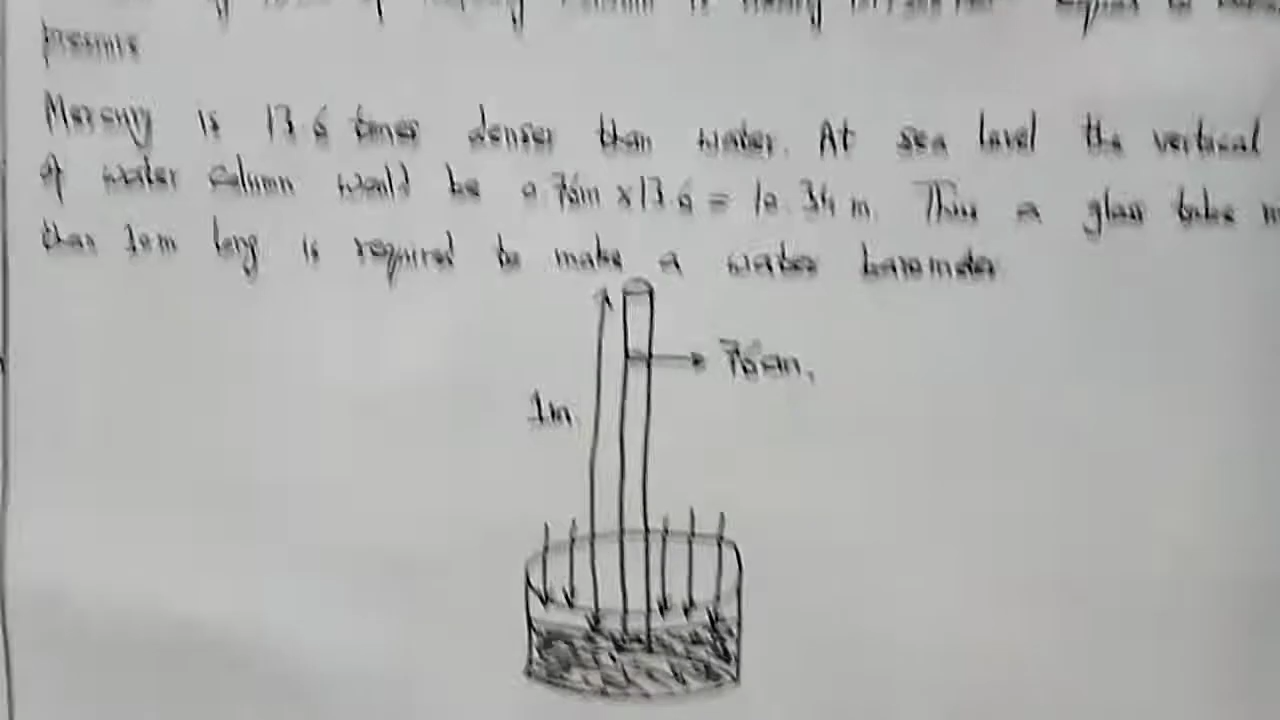 pressure
Mercury is 13.6 times denser than water. At sea level the vertical
of water column would be 0.76m x 13.6 = 10.34 m. Thus a glass tube
than 10m long is required to make a water barometer
1m
76cm.